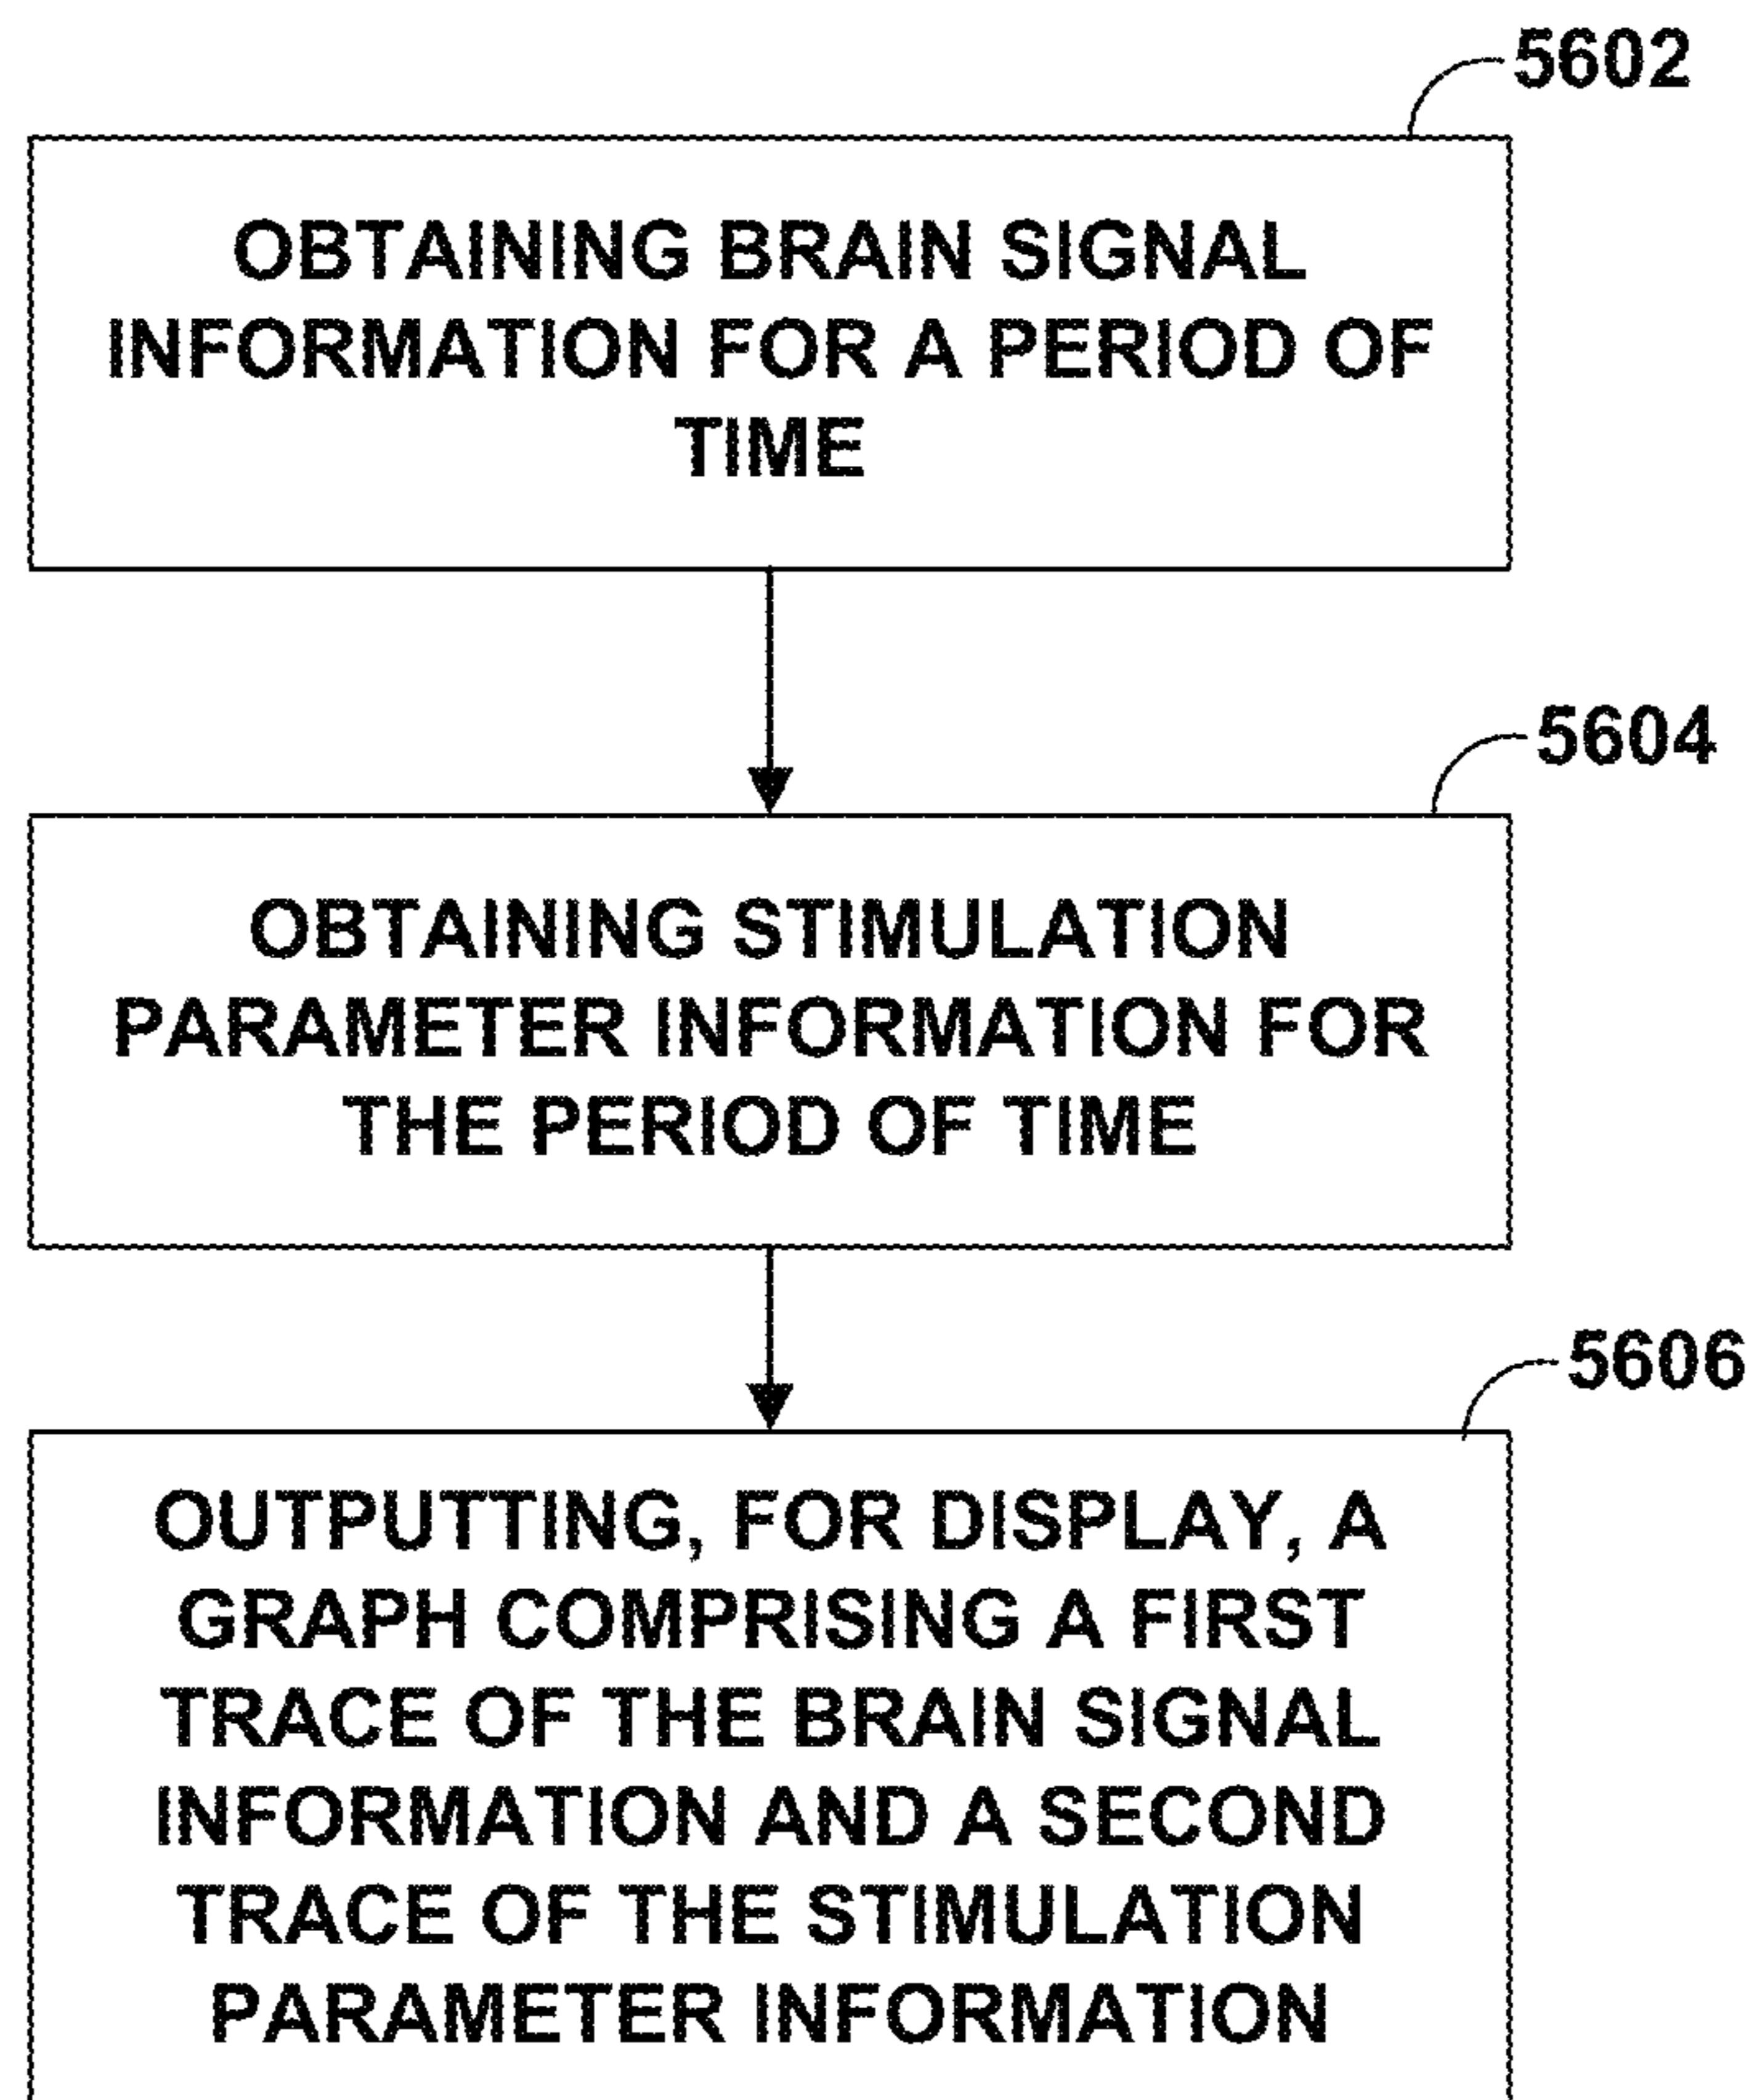 5602
OBTAINING BRAIN SIGNAL
INFORMATION FOR A PERIOD OF
TIME
5604
OBTAINING STIMULATION
PARAMETER INFORMATION FOR
THE PERIOD OF TIME
5606
OUTPUTTING, FOR DISPLAY, A
GRAPH COMPRISING A FIRST
TRACE OF THE BRAIN SIGNAL
INFORMATION AND A SECOND
TRACE OF THE STIMULATION
PARAMETER INFORMATION